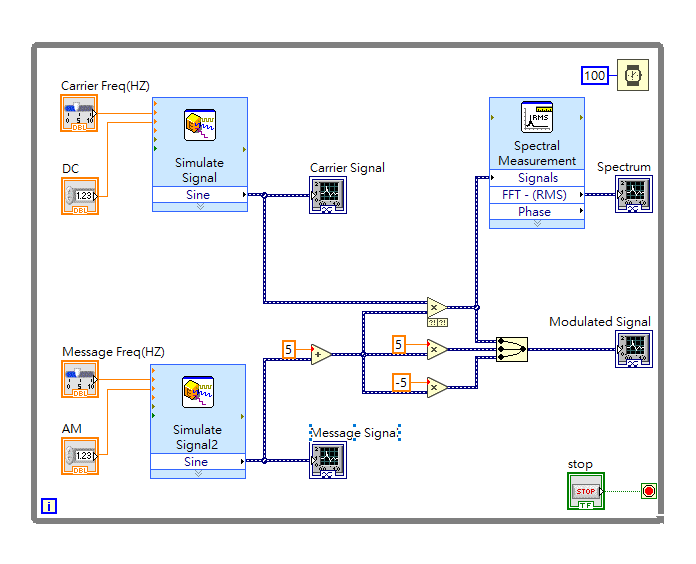 100
Carrier Freq(HZ)
0 5 10
DBL
DC
1.23
DBL
Simulate
Signal
Sine
Carrier Signal
RMS
Spectral
Measurement
Signals
FFT - (RMS)
Phase
Spectrum
Modulated Signal
×
?! ?!
5
+
5
×
-5
×
Message Freq(HZ)
0 5 10
DBL
AM
1.23
DBL
Simulate
Signal2
Sine
Message Signal
stop
STOP
TF
i